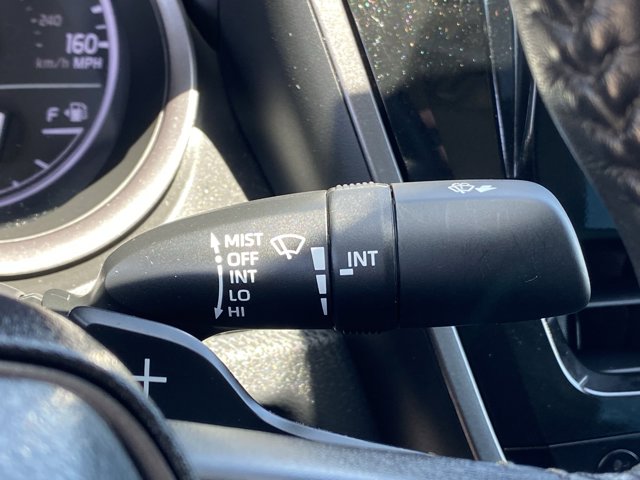 240
160
km/h MPH
F
MIST
OFF
INT
LO
HI
INT
+